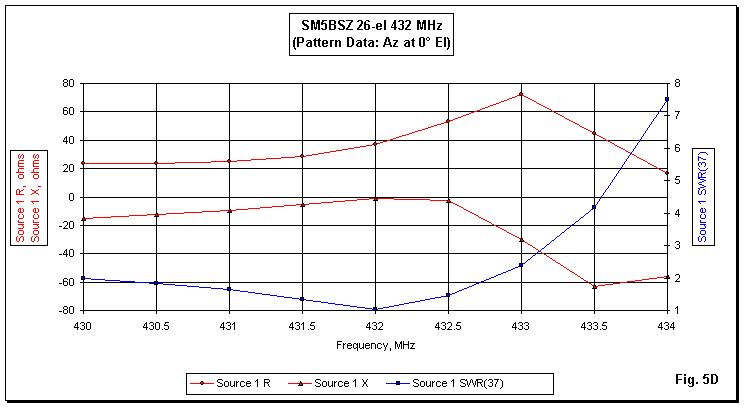 SM5BSZ 26-el 432 MHz
(Pattern Data: Az at 0° El)
Source 1 R, ohms
Source 1 X, ohms
80
60
40
20
0
-20
-40
-60
-80
8
7
6
5
4
3
2
1
Source 1 SWR(37)
430 430.5 431 431.5 432 432.5 433 433.5 434
Frequency, MHz
Source 1 R Source 1 X Source 1 SWR(37)
Fig. 5D